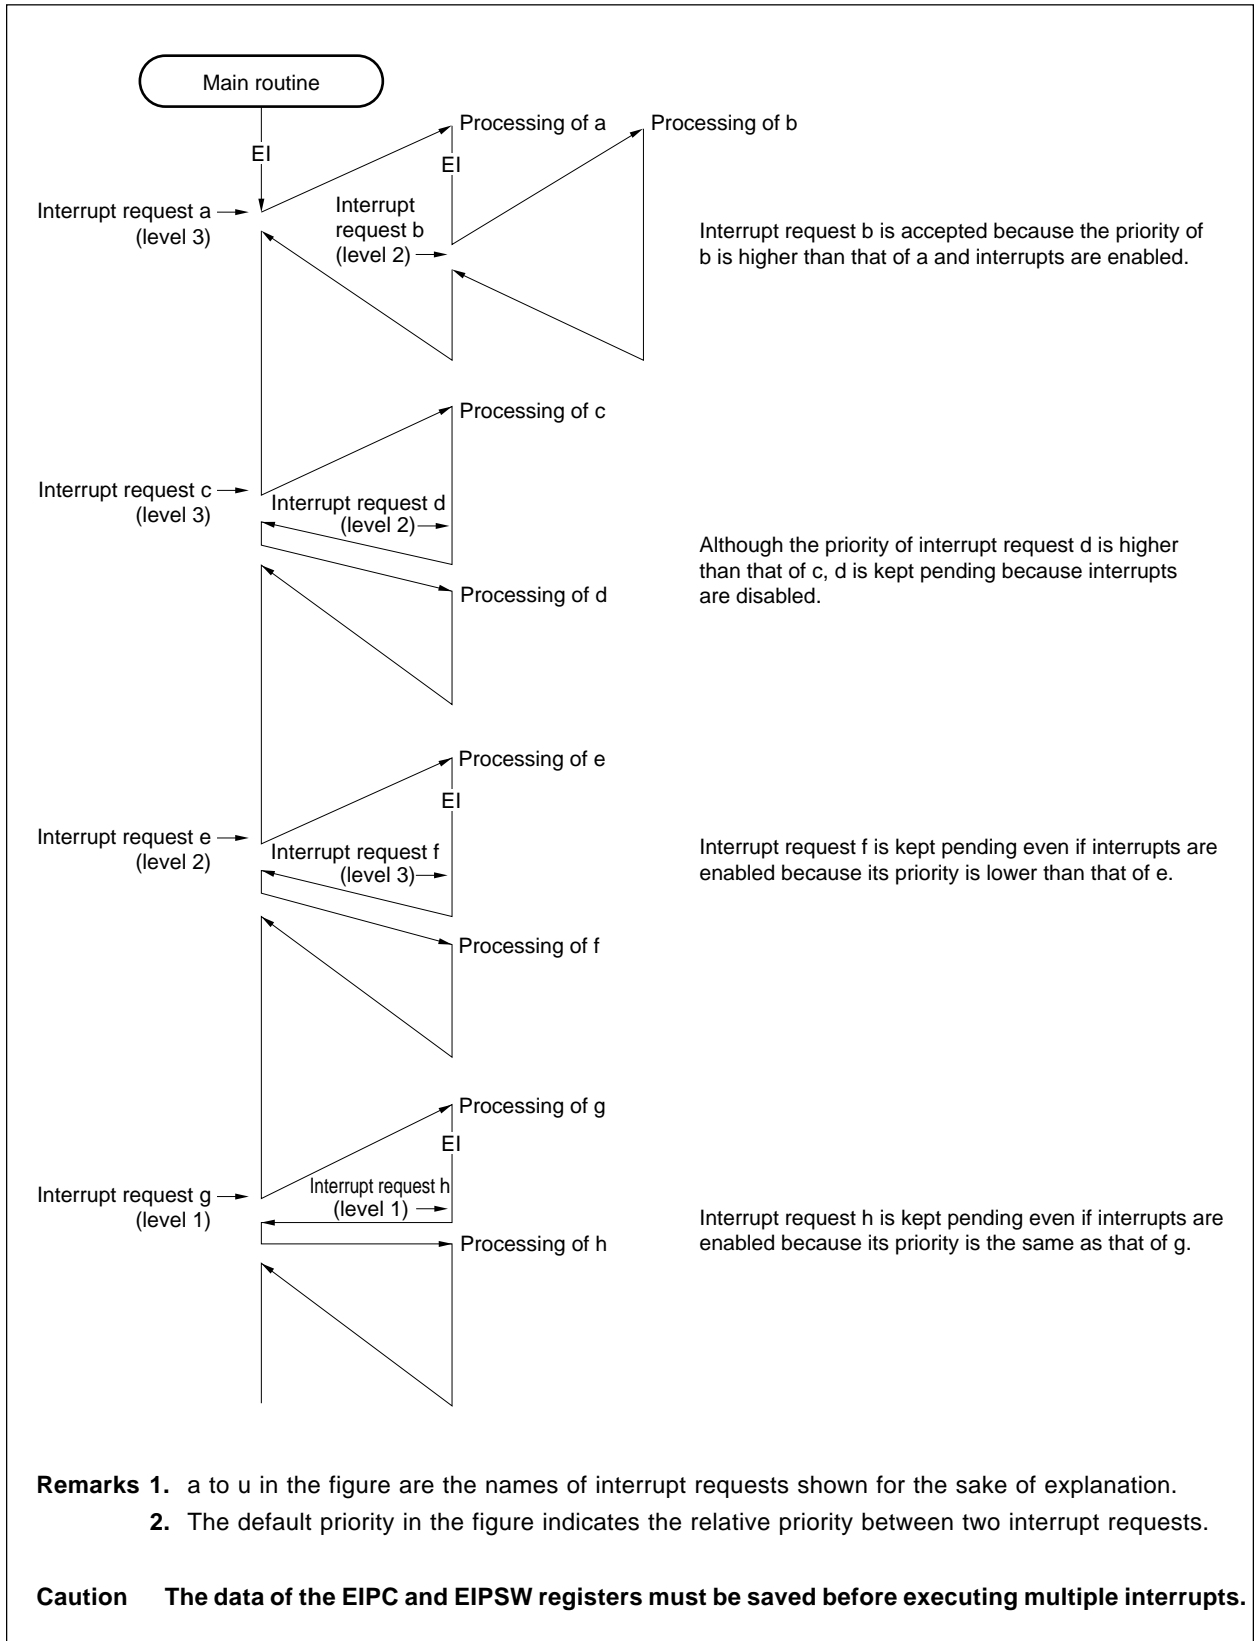 Main routine
Processing of a
Processing of b
EI
EI
Interrupt request a
(level 3)
Interrupt
request b
(level 2)
Interrupt request b is accepted because the priority of
b is higher than that of a and interrupts are enabled.
Processing of c
Interrupt request c
(level 3)
Interrupt request d
(level 2)
Although the priority of interrupt request d is higher
than that of c, d is kept pending because interrupts
are disabled.
Processing of d
Processing of e
EI
Interrupt request e
(level 2)
Interrupt request f
(level 3)
Interrupt request f is kept pending even if interrupts are
enabled because its priority is lower than that of e.
Processing of f
Processing of g
EI
Interrupt request g
(level 1)
Interrupt request h
(level 1)
Interrupt request h is kept pending even if interrupts are
enabled because its priority is the same as that of g.
Processing of h
Remarks 1. a to u in the figure are the names of interrupt requests shown for the sake of explanation.
2. The default priority in the figure indicates the relative priority between two interrupt requests.
Caution The data of the EIPC and EIPSW registers must be saved before executing multiple interrupts.